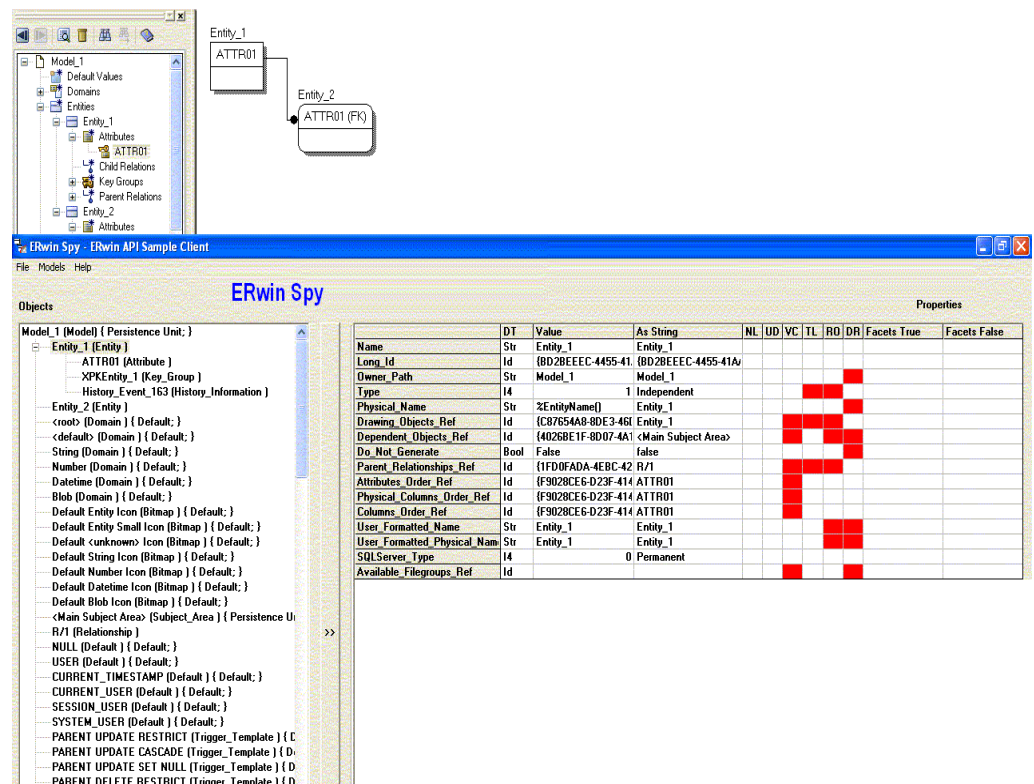 Entity_1
ATTR01
Entity_2
ATTR01 (FK)
Model_1
Default Values
Domains
Entities
Entity_1
Attributes
ATTR01
Child Relations
Key Groups
Parent Relations
Entity_2
Attributes
ERwin Spy - ERwin API Sample Client
File Models Help
ERwin Spy
Objects
Properties
Model_1 (Model) { Persistence Unit; }
Entity_1 (Entity )
ATTR01 (Attribute )
XPKEntity_1 (Key_Group )
History_Event_163 (History_Information )
Entity_2 (Entity )
<root> (Domain ) { Default; }
<default> (Domain ) { Default; }
String (Domain ) { Default; }
Number (Domain ) { Default; }
Datetime (Domain ) { Default; }
Blob (Domain ) { Default; }
Default Entity Icon (Bitmap ) { Default; }
Default Entity Small Icon (Bitmap ) { Default; }
Default <unknown> Icon (Bitmap ) { Default; }
Default String Icon (Bitmap ) { Default; }
Default Number Icon (Bitmap ) { Default; }
Default Datetime Icon (Bitmap ) { Default; }
Default Blob Icon (Bitmap ) { Default; }
<Main Subject Area> (Subject_Area ) { Persistence U
R/1 (Relationship )
NULL (Default ) { Default; }
USER (Default ) { Default; }
CURRENT_TIMESTAMP (Default ) { Default; }
CURRENT_USER (Default ) { Default; }
SESSION_USER (Default ) { Default; }
SYSTEM_USER (Default ) { Default; }
PARENT UPDATE RESTRICT (Trigger_Template ) { D
PARENT UPDATE CASCADE (Trigger_Template ) { D
PARENT UPDATE SET NULL (Trigger_Template ) { D
PARENT DELETE RESTRICT (Trigger_Template ) { D
>>
DT Value As String NL UD VC TL RO DR Facets True Facets False
Name Str Entity_1 Entity_1
Long_Id Id {BD2BEEEC-4455-41. {BD2BEEEC-4455-41A
Owner_Path Str Model_1 Model_1
Type I4 1 Independent
Physical_Name Str %EntityName() Entity_1
Drawing_Objects_Ref Id {C87654A8-8DE3-46 Entity_1
Dependent_Objects_Ref Id {4026BE1F-8D07-4A1 <Main Subject Area>
Do_Not_Generate Bool False false
Parent_Relationships_Ref Id {1FD0FADA-4EBC-42 R/1
Attributes_Order_Ref Id {F9028CE6-D23F-414 ATTR01
Physical_Columns_Order_Ref Id {F9028CE6-D23F-414 ATTR01
Columns_Order_Ref Id {F9028CE6-D23F-414 ATTR01
User_Formatted_Name Str Entity_1 Entity_1
User_Formatted_Physical_Nam Str Entity_1 Entity_1
SQLServer_Type I4 0 Permanent
Available_Filegroups_Ref Id